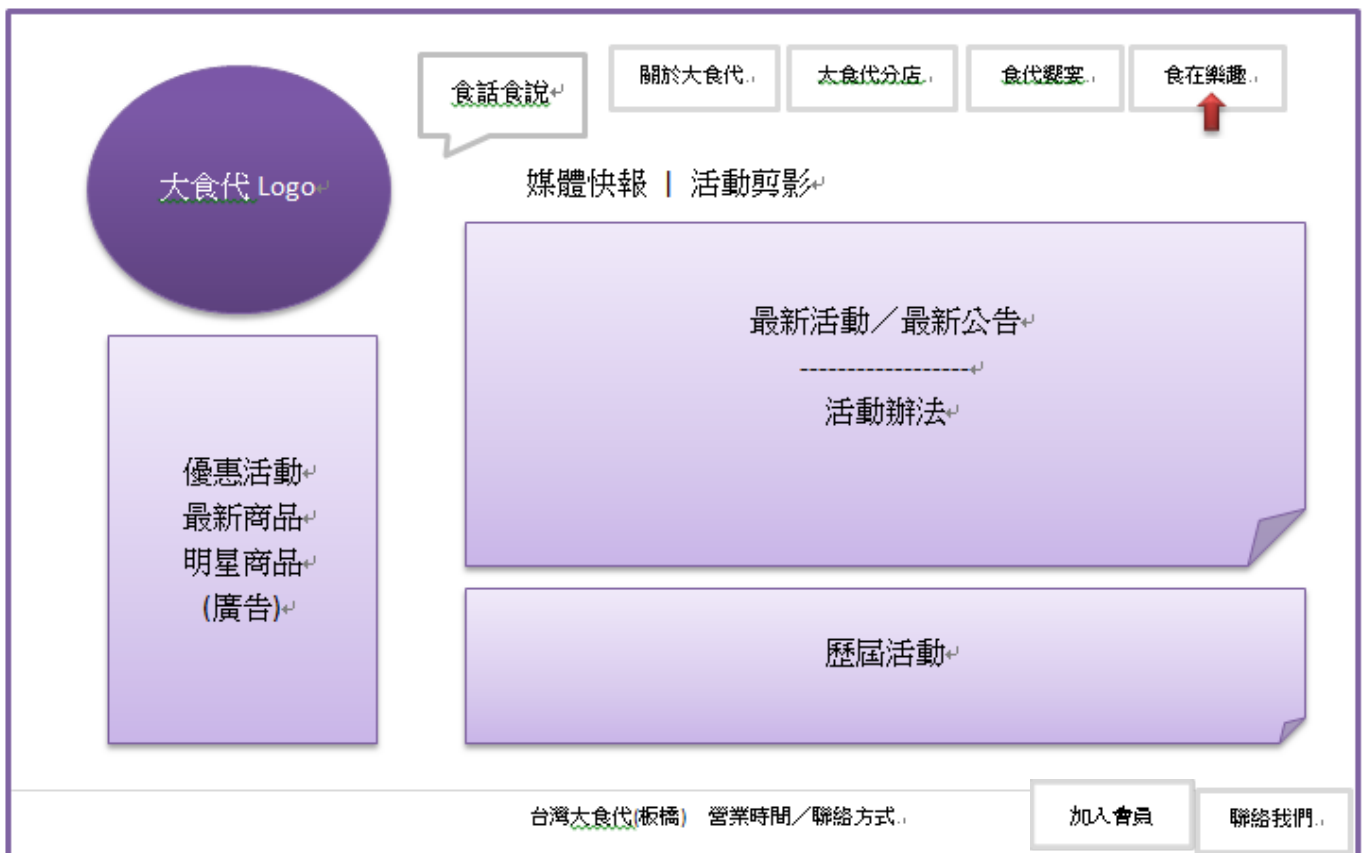 食話食說
關於大食代
太食代分店
食代饗宴
食在樂趣
大食代 Logo
媒體快報 | 活動剪影
最新活動／最新公告
------------------
活動辦法
優惠活動
最新商品
明星商品
(廣告)
歷屆活動
台灣大食代(板橋) 營業時間／聯絡方式
加入會員
聯絡我們